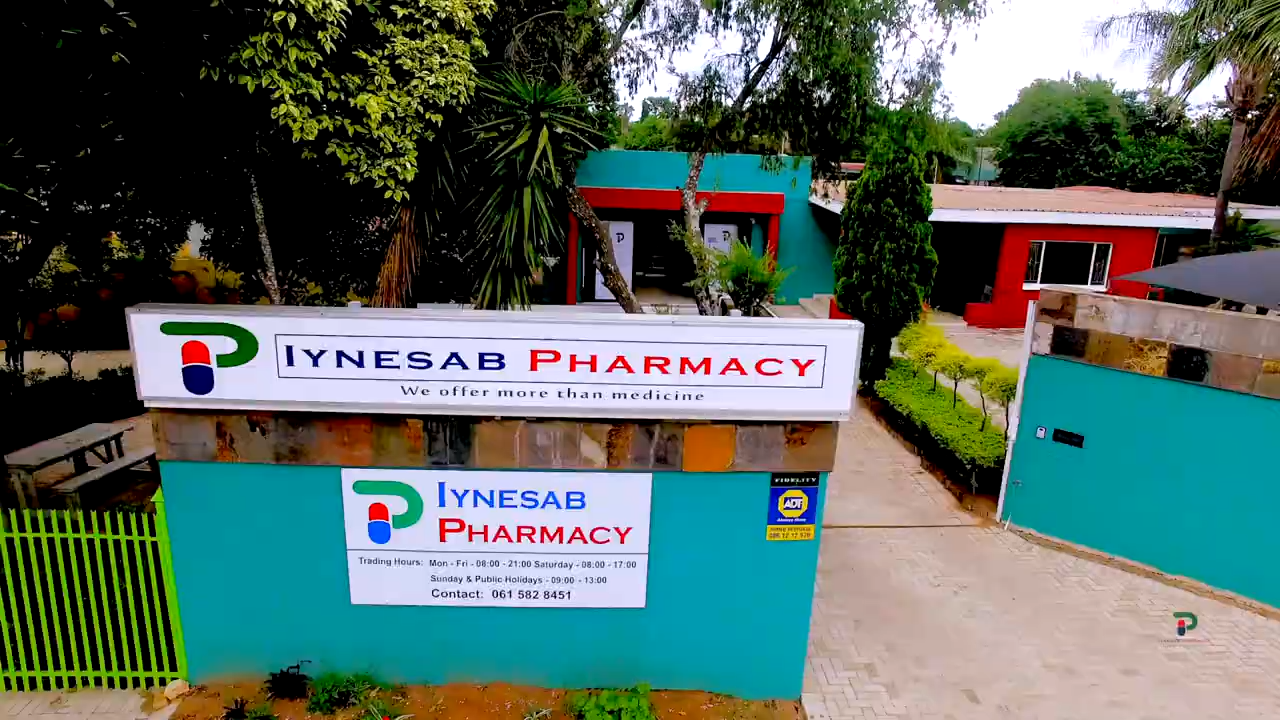 IYNESAB PHARMACY
We offer more than medicine
IYNESAB
PHARMACY
Trading Hours: Mon - Fri - 08:00 - 21:00 Saturday - 08:00 - 17:00
Sunday & Public Holidays - 09:00 - 13:00
Contact: 061 582 8451
FIDELITY
ADT